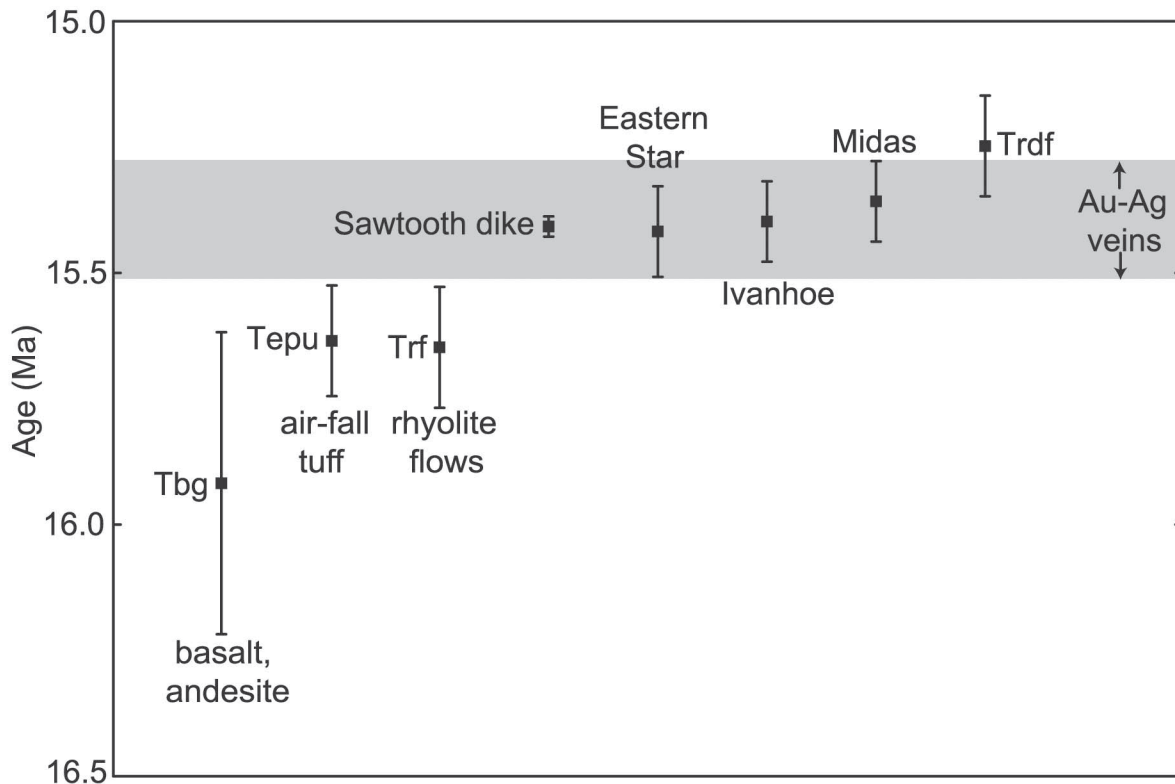 15.0
Eastern
Star
Midas
Trdf
Au-Ag
veins
Sawtooth dike
15.5
Ivanhoe
Age (Ma)
Tepu
Trf
air-fall
tuff
rhyolite
flows
Tbg
16.0
basalt,
andesite
16.5